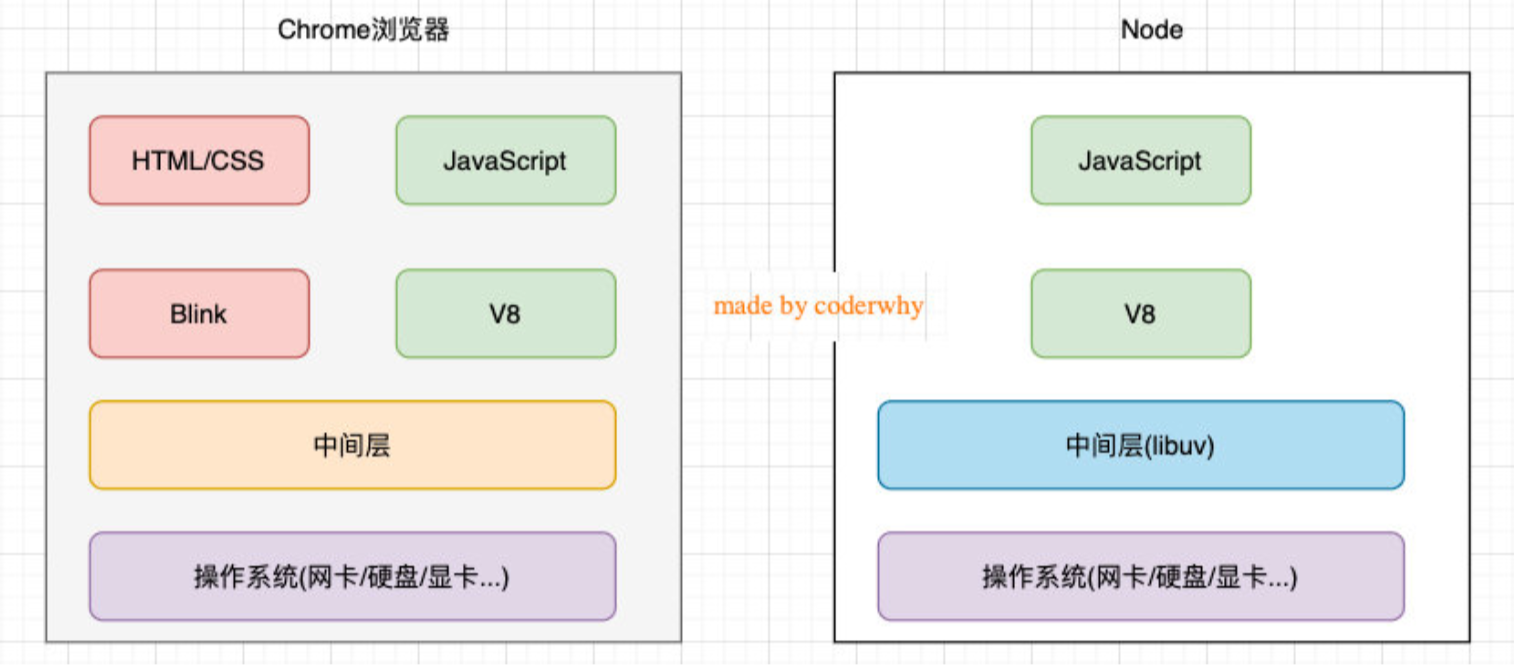 Chrome浏览器
Node
HTML/CSS
JavaScript
JavaScript
Blink
V8
made by coderwhy
V8
中间层
中间层(libuv)
操作系统(网卡/硬盘/显卡...)
操作系统(网卡/硬盘/显卡...)